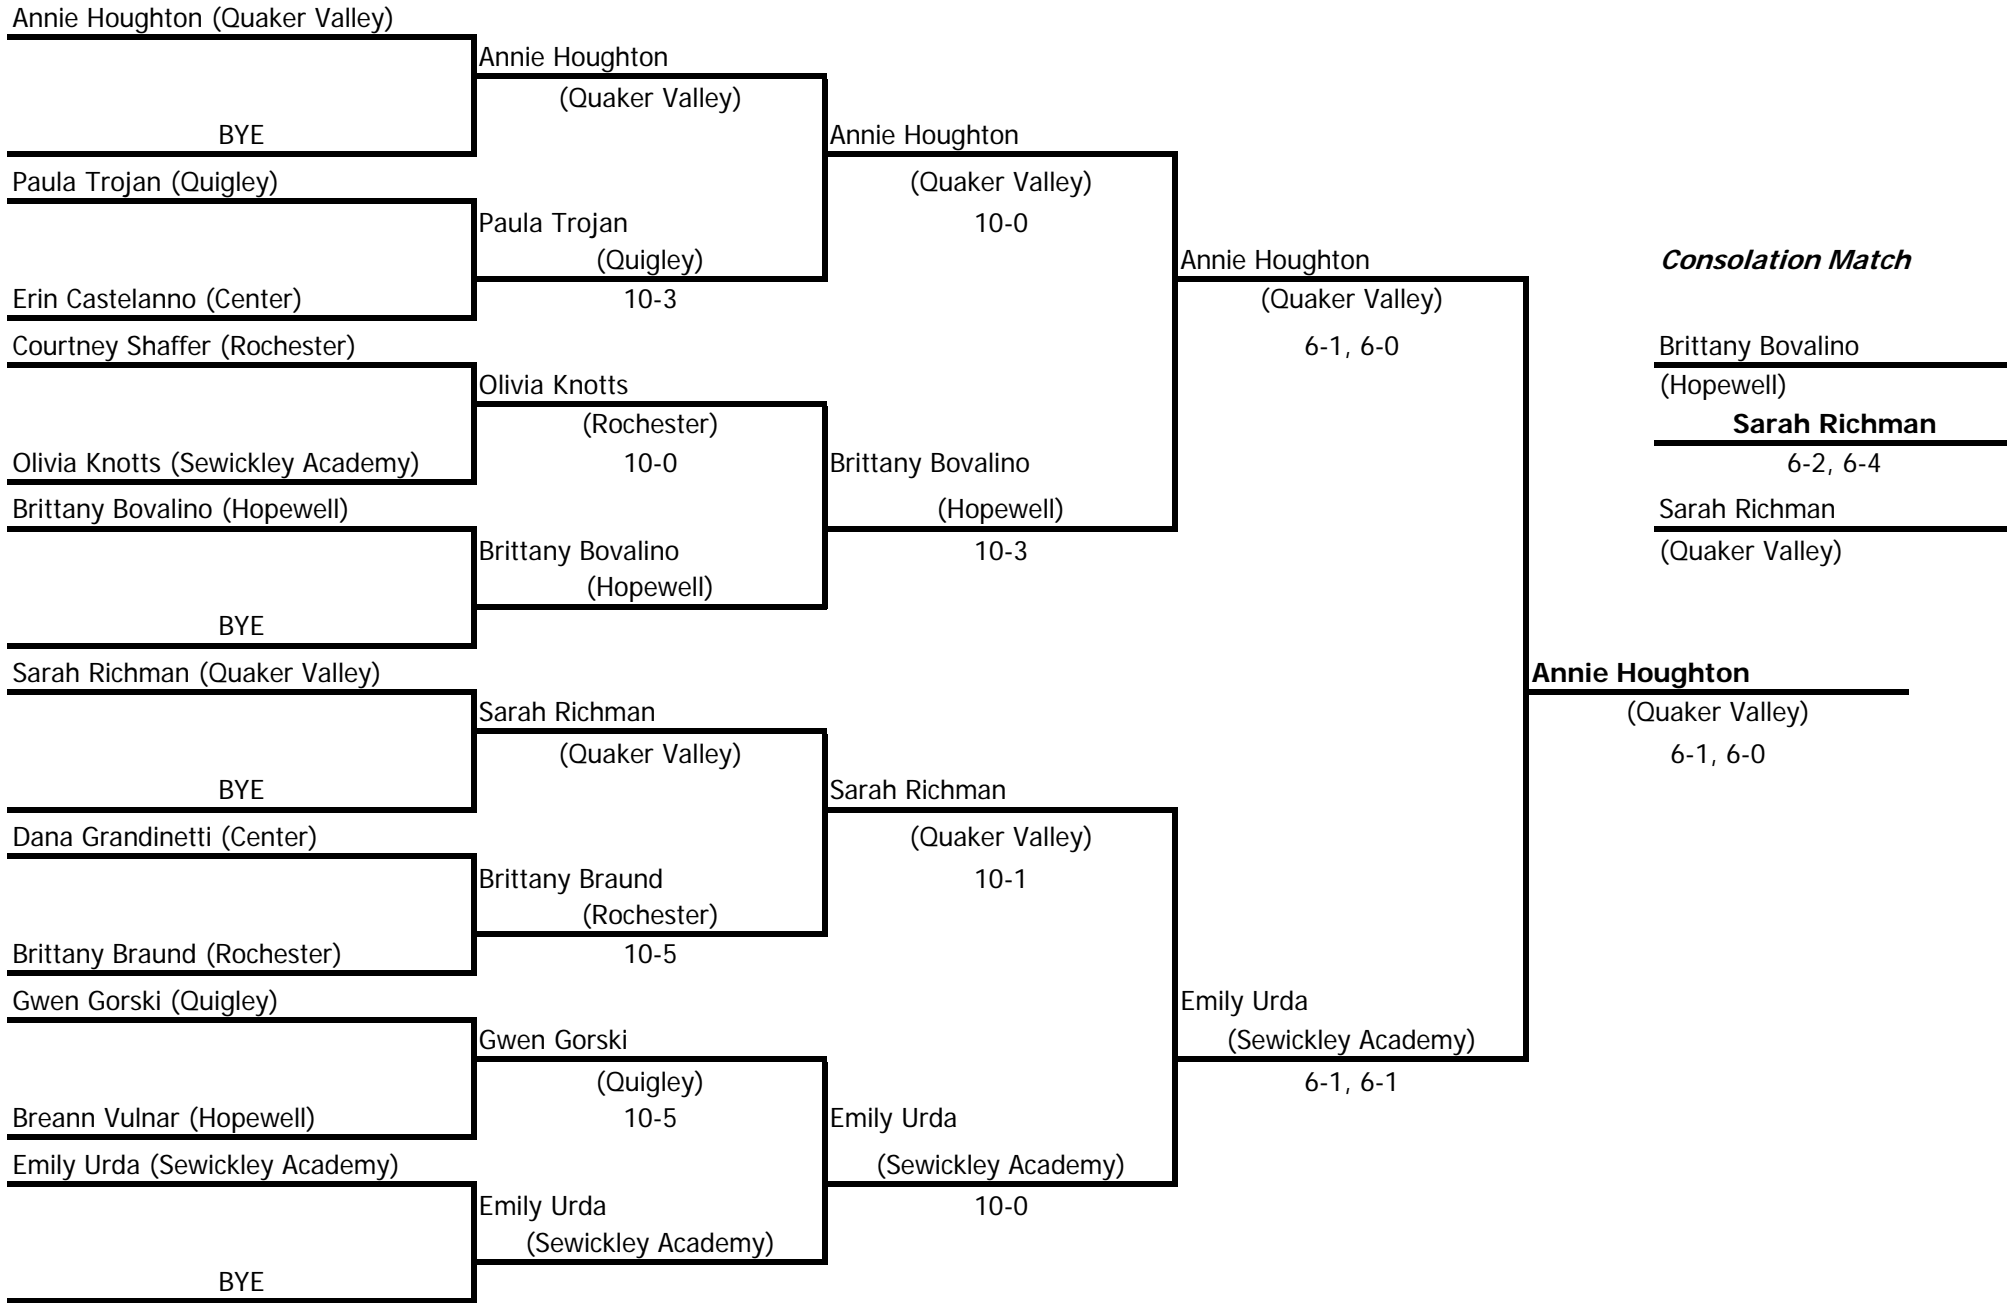 Annie Houghton (Quaker Valley)
Annie Houghton
(Quaker Valley)
BYE
Annie Houghton
Paula Trojan (Quigley)
(Quaker Valley)
Paula Trojan
10-0
(Quigley)
Annie Houghton
Consolation Match
Erin Castelanno (Center)
10-3
(Quaker Valley)
Courtney Shaffer (Rochester)
6-1, 6-0
Brittany Bovalino
Olivia Knotts
(Hopewell)
(Rochester)
Sarah Richman
Olivia Knotts (Sewickley Academy)
10-0
Brittany Bovalino
6-2, 6-4
Brittany Bovalino (Hopewell)
(Hopewell)
Sarah Richman
Brittany Bovalino
10-3
(Quaker Valley)
(Hopewell)
BYE
Sarah Richman (Quaker Valley)
Annie Houghton
Sarah Richman
(Quaker Valley)
(Quaker Valley)
6-1, 6-0
BYE
Sarah Richman
Dana Grandinetti (Center)
(Quaker Valley)
Brittany Braund
10-1
(Rochester)
Brittany Braund (Rochester)
10-5
Gwen Gorski (Quigley)
Emily Urda
Gwen Gorski
(Sewickley Academy)
(Quigley)
6-1, 6-1
Breann Vulnar (Hopewell)
10-5
Emily Urda
Emily Urda (Sewickley Academy)
(Sewickley Academy)
Emily Urda
10-0
(Sewickley Academy)
BYE